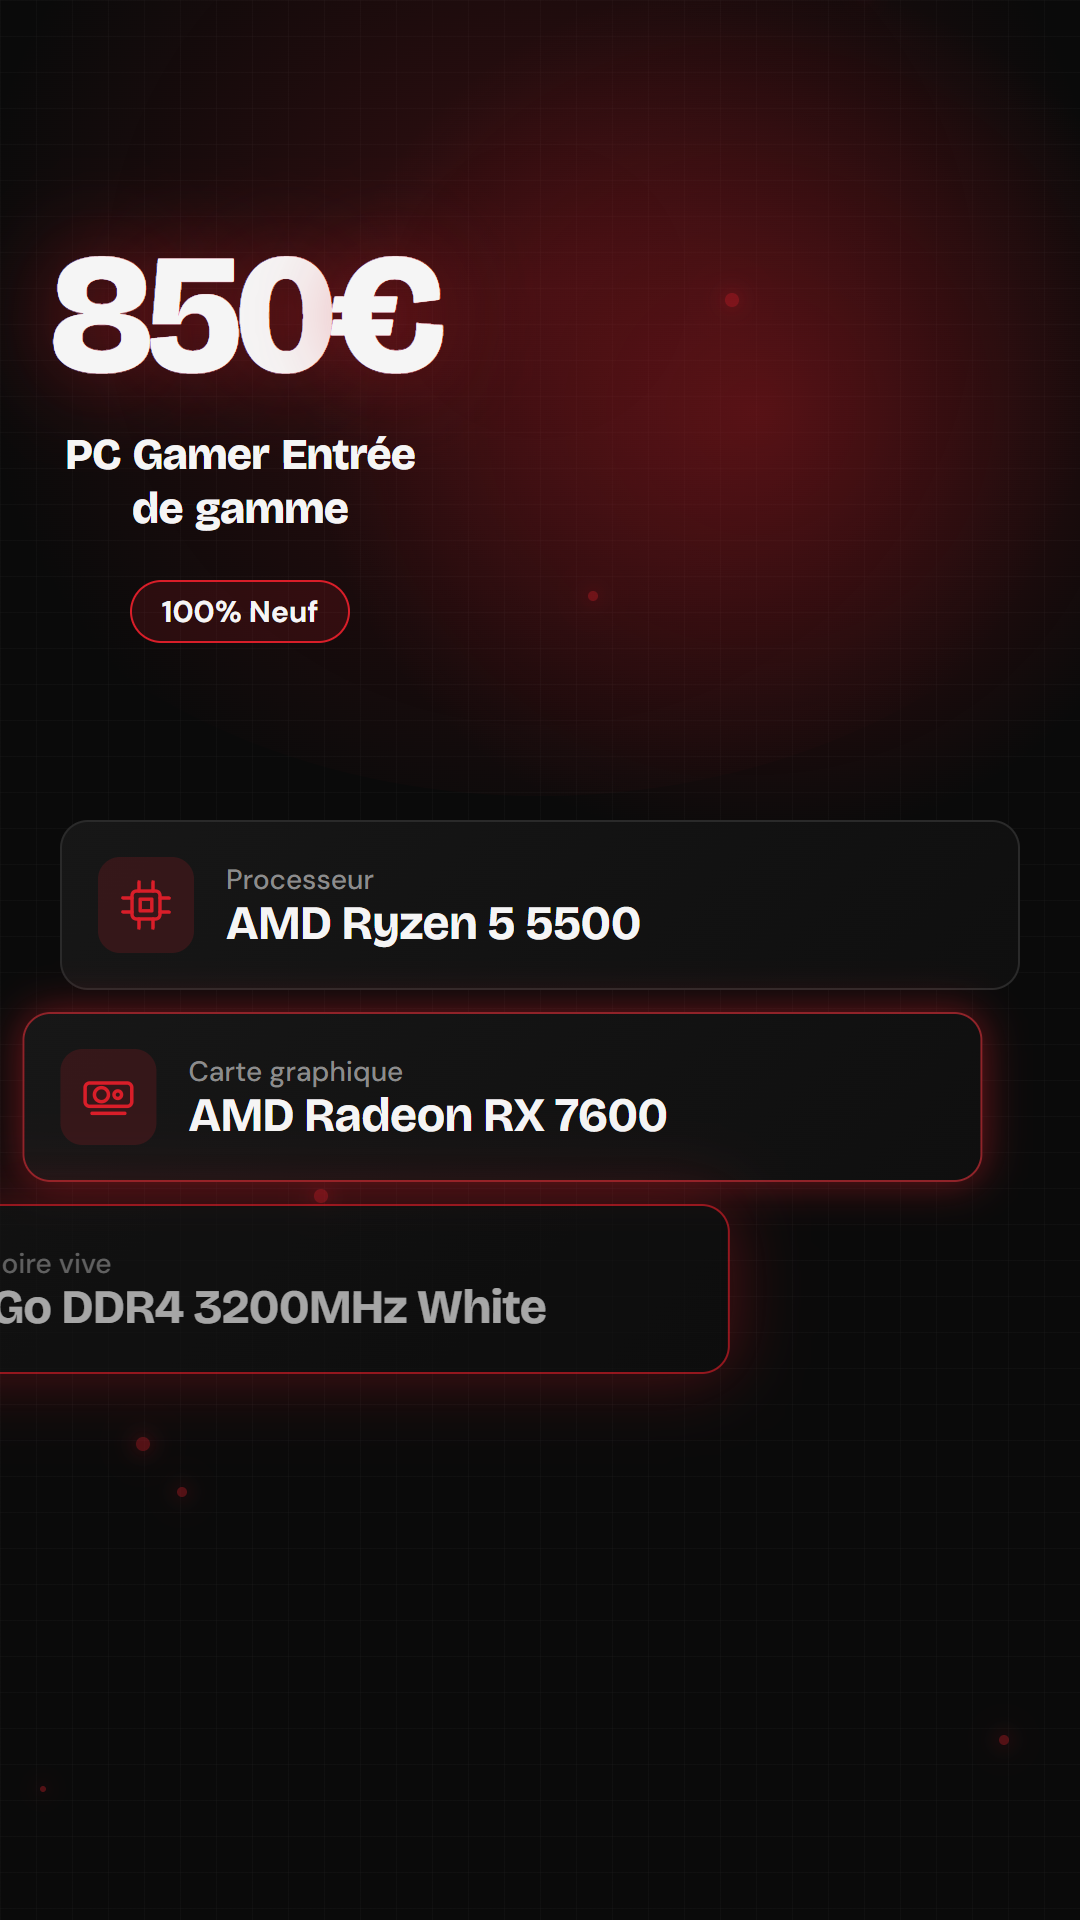 850€
PC Gamer Entrée
de gamme
100% Neuf
Processeur
AMD Ryzen 5 5500
Carte graphique
AMD Radeon RX 7600
oire vive
Go DDR4 3200MHz White